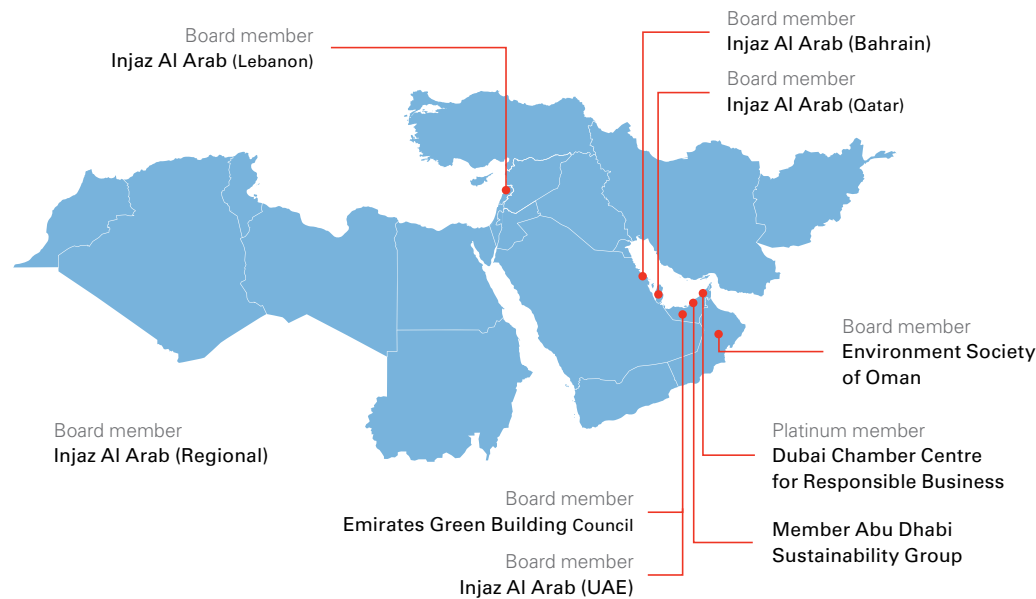 Board member
Injaz Al Arab (Lebanon)
Board member
Injaz Al Arab (Bahrain)
Board member
Injaz Al Arab (Qatar)
Board member
Environment Society
of Oman
Board member
Injaz Al Arab (Regional)
Platinum member
Dubai Chamber Centre
for Responsible Business
Board member
Emirates Green Building Council
Member Abu Dhabi
Sustainability Group
Board member
Injaz Al Arab (UAE)